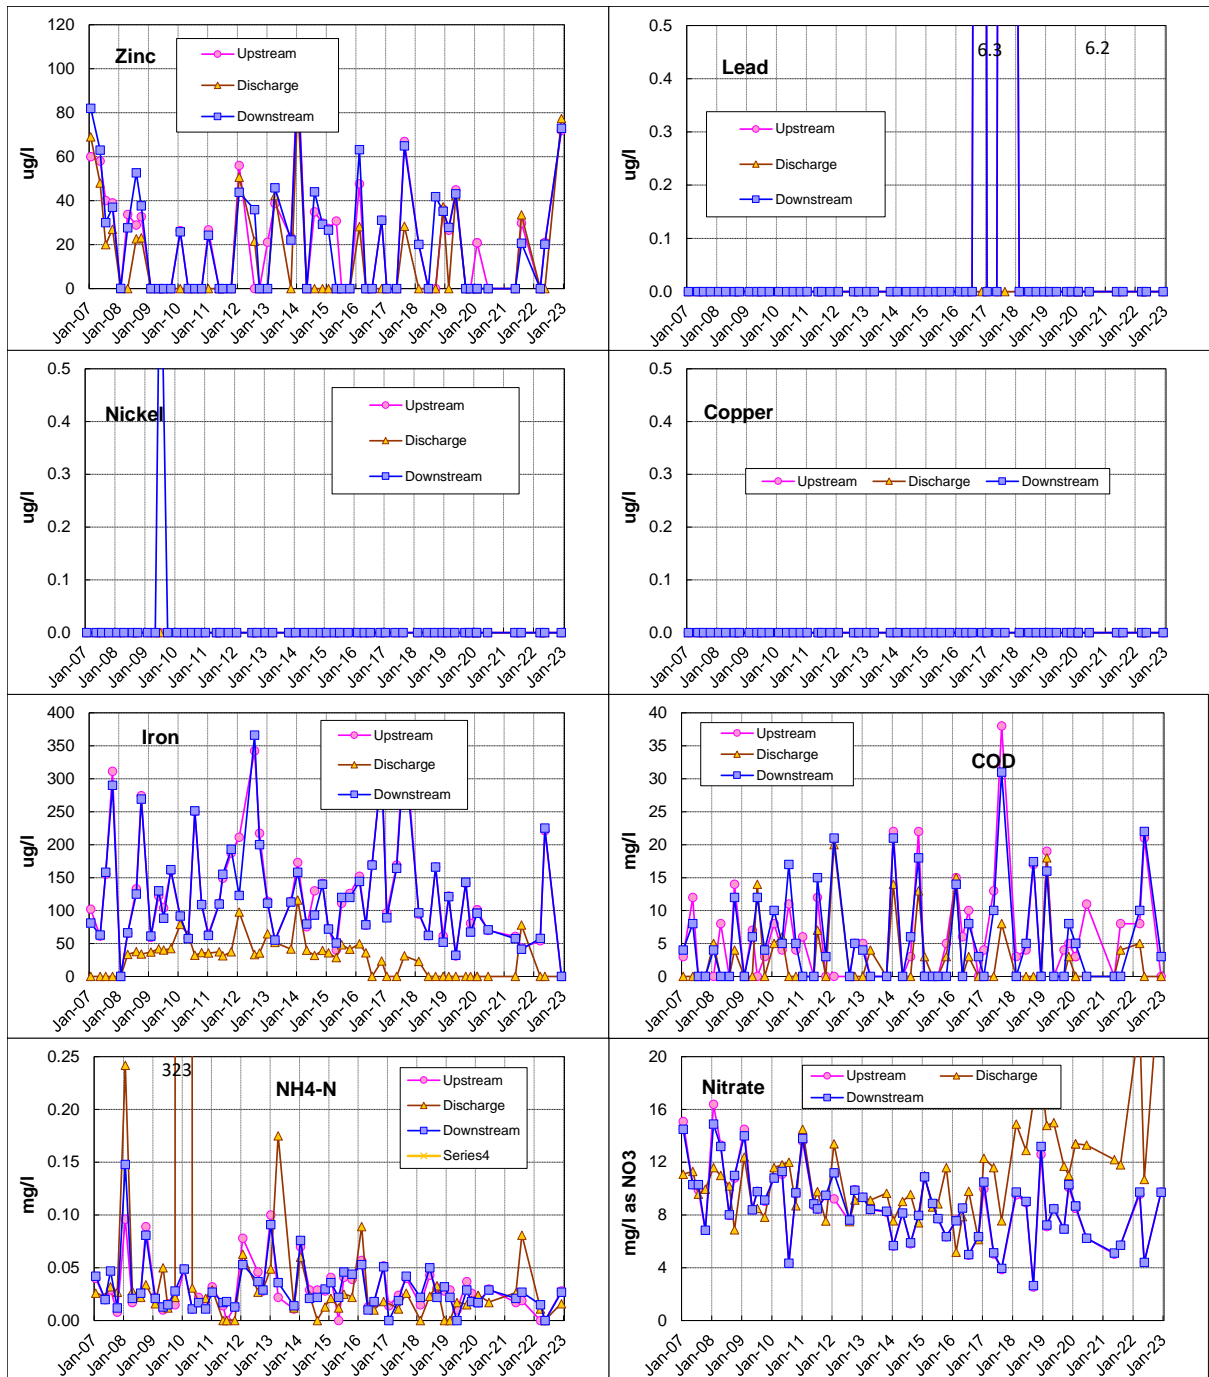 Zinc
ug/l
120
100
80
60
40
20
0
Upstream
Discharge
Downstream
Jan-07 Jan-08 Jan-09 Jan-10 Jan-11 Jan-12 Jan-13 Jan-14 Jan-15 Jan-16 Jan-17 Jan-18 Jan-19 Jan-20 Jan-21 Jan-22 Jan-23
Lead
ug/l
0.5
0.4
0.3
0.2
0.1
0.0
6.3
6.2
Upstream
Discharge
Downstream
Jan-07 Jan-08 Jan-09 Jan-10 Jan-11 Jan-12 Jan-13 Jan-14 Jan-15 Jan-16 Jan-17 Jan-18 Jan-19 Jan-20 Jan-21 Jan-22 Jan-23
Nickel
ug/l
0.5
0.4
0.3
0.2
0.1
0.0
Upstream
Discharge
Downstream
Jan-07 Jan-08 Jan-09 Jan-10 Jan-11 Jan-12 Jan-13 Jan-14 Jan-15 Jan-16 Jan-17 Jan-18 Jan-19 Jan-20 Jan-21 Jan-22 Jan-23
Copper
ug/l
0.5
0.4
0.3
0.2
0.1
0.0
Upstream Discharge Downstream
Jan-07 Jan-08 Jan-09 Jan-10 Jan-11 Jan-12 Jan-13 Jan-14 Jan-15 Jan-16 Jan-17 Jan-18 Jan-19 Jan-20 Jan-21 Jan-22 Jan-23
Iron
ug/l
400
350
300
250
200
150
100
50
0
Upstream
Discharge
Downstream
Jan-07 Jan-08 Jan-09 Jan-10 Jan-11 Jan-12 Jan-13 Jan-14 Jan-15 Jan-16 Jan-17 Jan-18 Jan-19 Jan-20 Jan-21 Jan-22 Jan-23
COD
mg/l
40
35
30
25
20
15
10
5
0
Upstream
Discharge
Downstream
Jan-07 Jan-08 Jan-09 Jan-10 Jan-11 Jan-12 Jan-13 Jan-14 Jan-15 Jan-16 Jan-17 Jan-18 Jan-19 Jan-20 Jan-21 Jan-22 Jan-23
NH4-N
mg/l
0.25
0.20
0.15
0.10
0.05
0.00
323
Upstream
Discharge
Downstream
Series4
Jan-07 Jan-08 Jan-09 Jan-10 Jan-11 Jan-12 Jan-13 Jan-14 Jan-15 Jan-16 Jan-17 Jan-18 Jan-19 Jan-20 Jan-21 Jan-22 Jan-23
Nitrate
mg/l as NO3
20
16
12
8
4
0
Upstream Discharge
Downstream
Jan-07 Jan-08 Jan-09 Jan-10 Jan-11 Jan-12 Jan-13 Jan-14 Jan-15 Jan-16 Jan-17 Jan-18 Jan-19 Jan-20 Jan-21 Jan-22 Jan-23